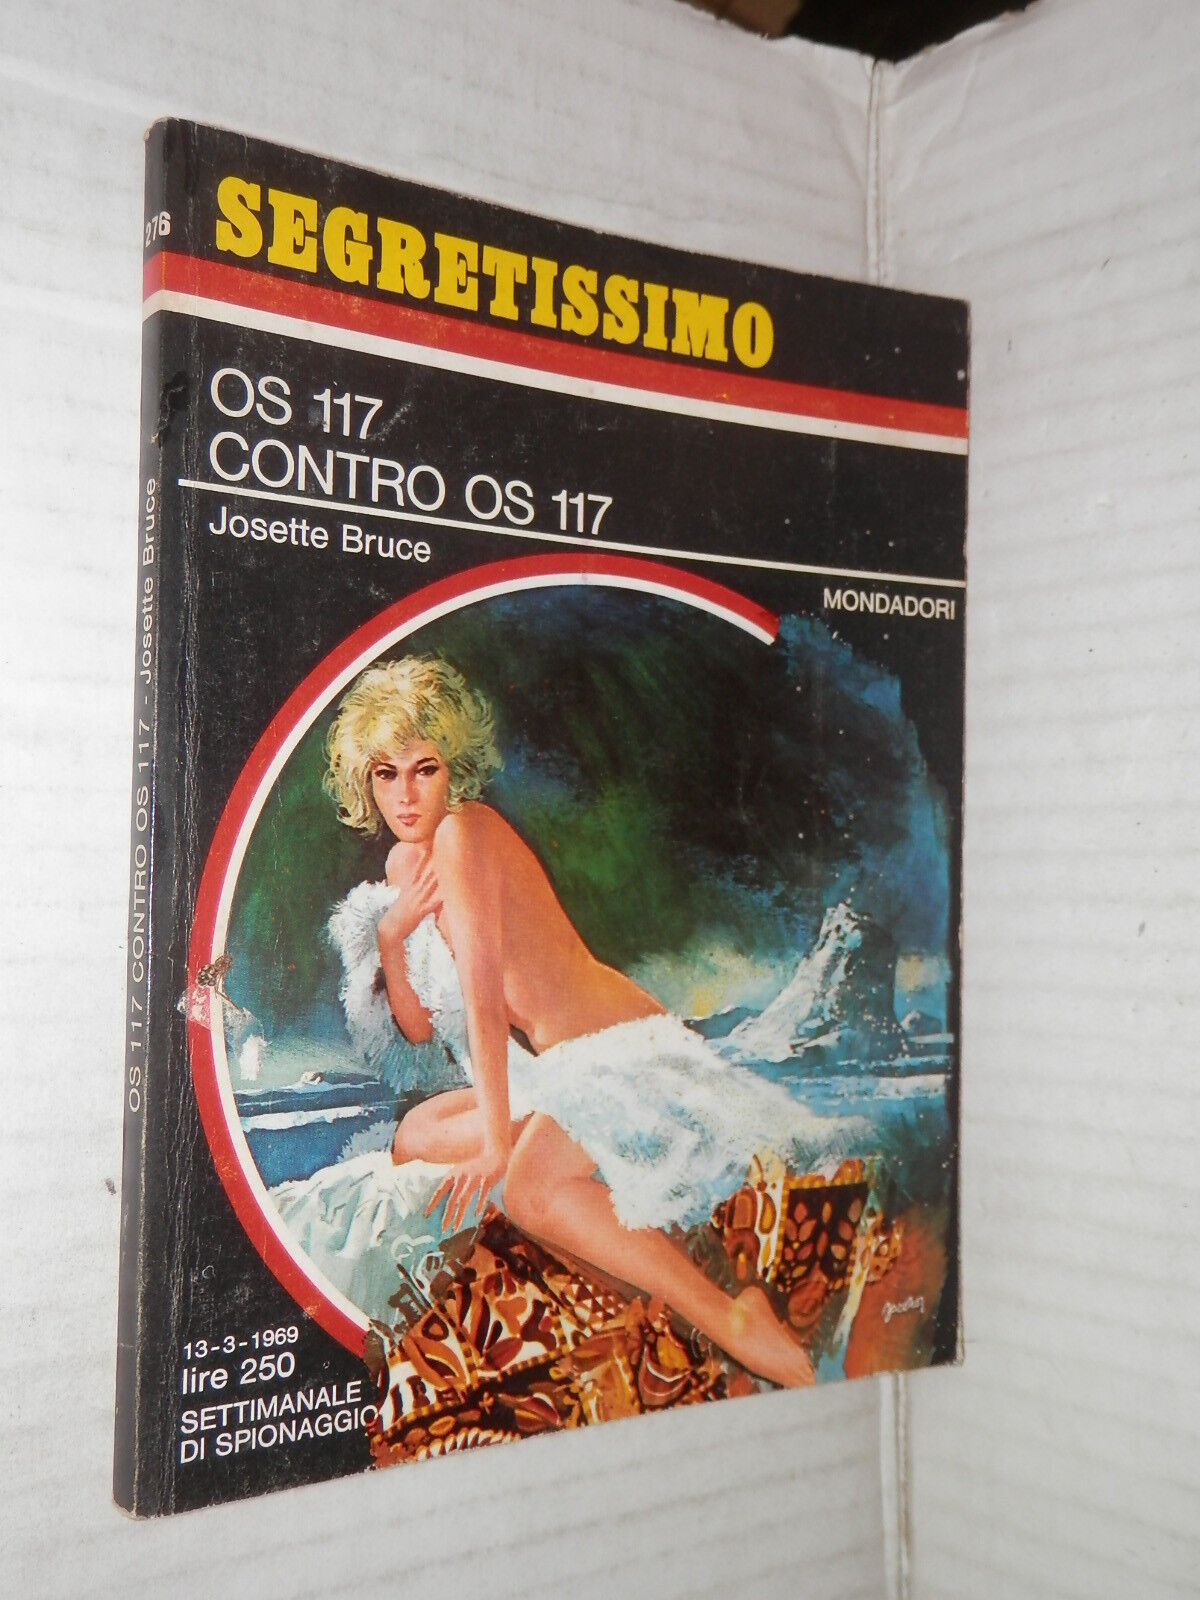 276
SEGRETISSIMO
OS 117
CONTRO OS 117
Josette Bruce
MONDADORI
OS 117 CONTRO OS 117 - Josette Bruce
13-3-1969
lire 250
SETTIMANALE
DI SPIONAGGIO